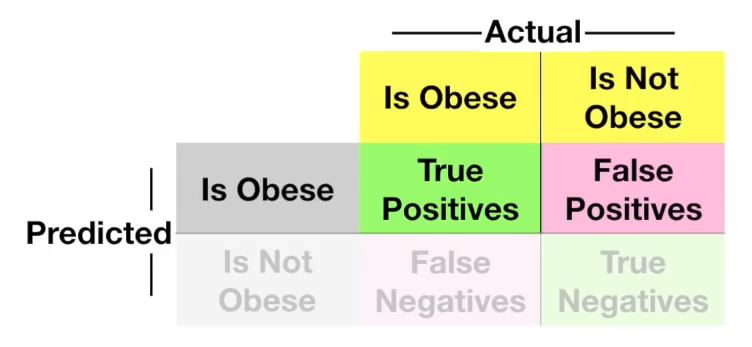 Actual
Is Obese
Is Not
Obese
Is Obese
True
Positives
False
Positives
Predicted
Is Not
Obese
False
Negatives
True
Negatives